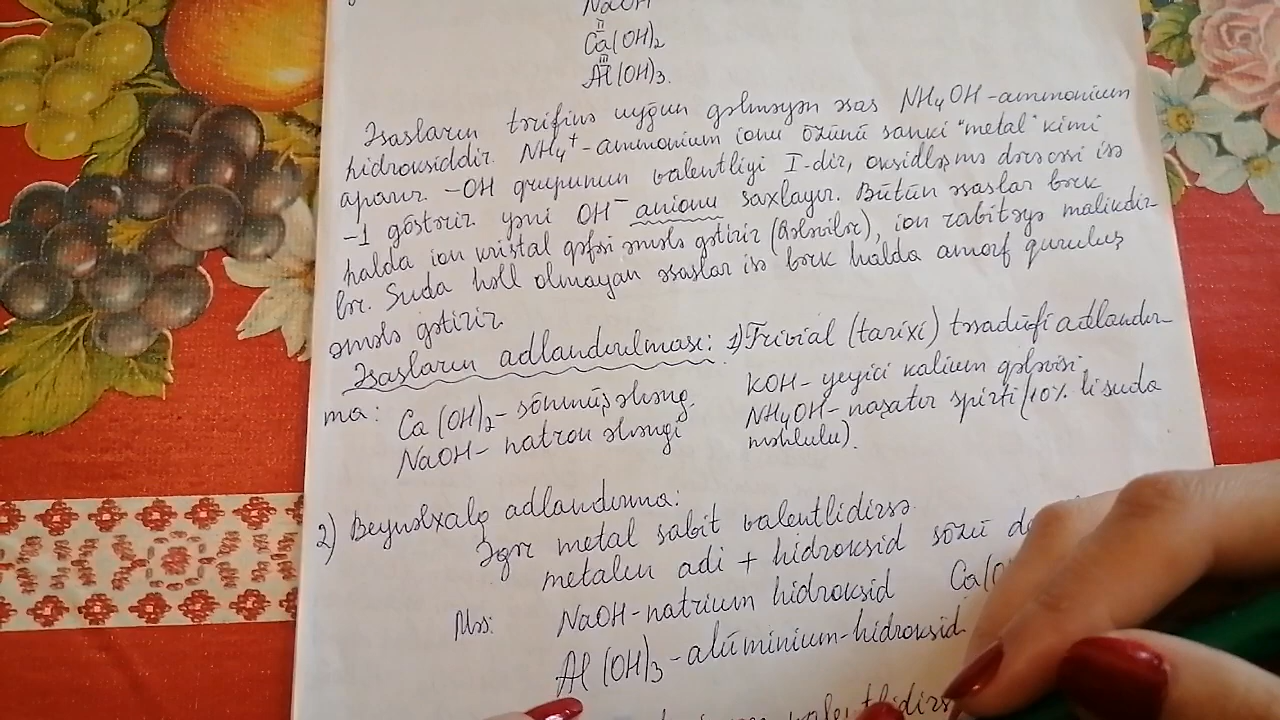 NaOH
II
Ca(OH)₂
III
Al(OH)₃.
Əsasların tərifinə uyğun gəlməyən əsas NH₄OH-ammonium
hidroksiddir. NH₄⁺-ammonium ionu özünü sanki "metal" kimi
aparır. -OH qrupunun valentliyi I-dir, oksidləşmə dərəcəsi isə
-1 göstərir yəni OH⁻ anionu saxlayır. Bütün əsaslar bərk
halda ion kristal qəfəsi əmələ gətirir (qələvilər), ion rabitəyə malikdir-
lər. Suda həll olmayan əsaslar isə bərk halda amorf quruluş
əmələ gətirir.
Əsasların adlandırılması: 1) Trivial (tarixi) təsadüfi adlandır-
ma: Ca(OH)₂-sönmüş əhəng KOH-yeyici kalium qələvisi
NaOH-natron əhəngi NH₄OH-naşatır spirti (10% li suda
məhlulu).
2) Beynəlxalq adlandırma:
Əgər metal sabit valentlidirsə
metalın adı + hidroksid sözü
Məs: NaOH-natrium hidroksid Ca(O
Al(OH)₃-alüminium-hidroksid
valentlidirs